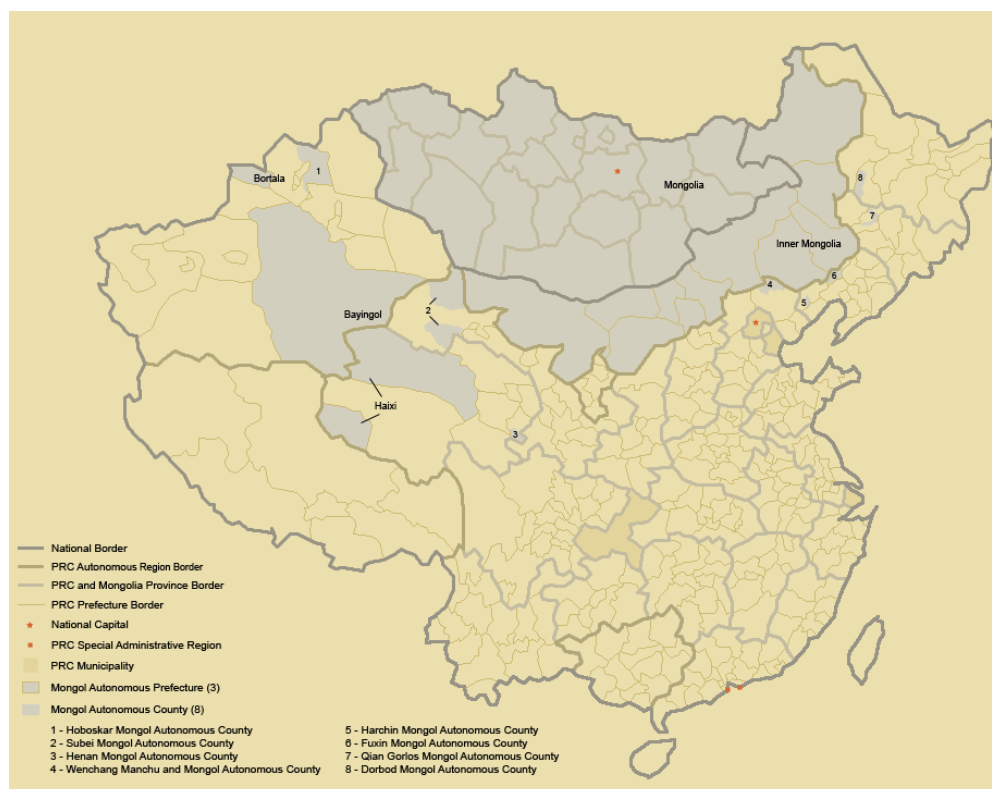 Bortala
1
Mongolia
8
7
Inner Mongolia
6
4
5
2
Bayingol
Haixi
3
National Border
PRC Autonomous Region Border
PRC and Mongolia Province Border
PRC Prefecture Border
National Capital
PRC Special Administrative Region
PRC Municipality
Mongol Autonomous Prefecture (3)
Mongol Autonomous County (8)
1 - Hoboskar Mongol Autonomous County
2 - Subei Mongol Autonomous County
3 - Henan Mongol Autonomous County
4 - Wenchang Manchu and Mongol Autonomous County
5 - Harchin Mongol Autonomous County
6 - Fuxin Mongol Autonomous County
7 - Qian Gorlos Mongol Autonomous County
8 - Dorbod Mongol Autonomous County